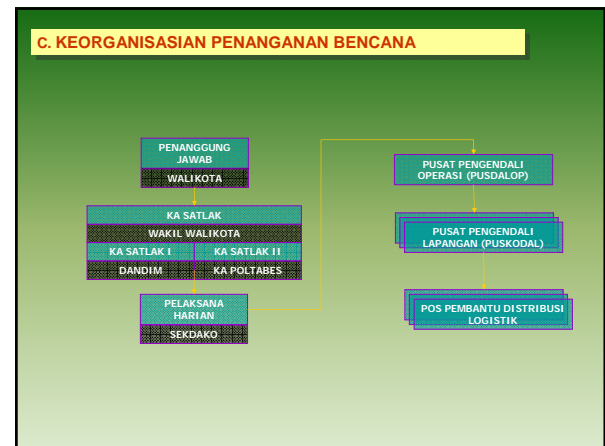 C. KEORGANISASIAN PENANGANAN BENCANA
PENANGGUNG
JAWAB
WALIKOTA
KA SATLAK
WAKIL WALIKOTA
KA SATLAK I
KA SATLAK II
DANDIM
KA POLTABES
PELAKSANA
HARIAN
SEKDAKO
PUSAT PENGENDALI
OPERASI (PUSDALOP)
PUSAT PENGENDALI
LAPANGAN (PUSKODAL)
POS PEMBANTU DISTRIBUSI
LOGISTIK